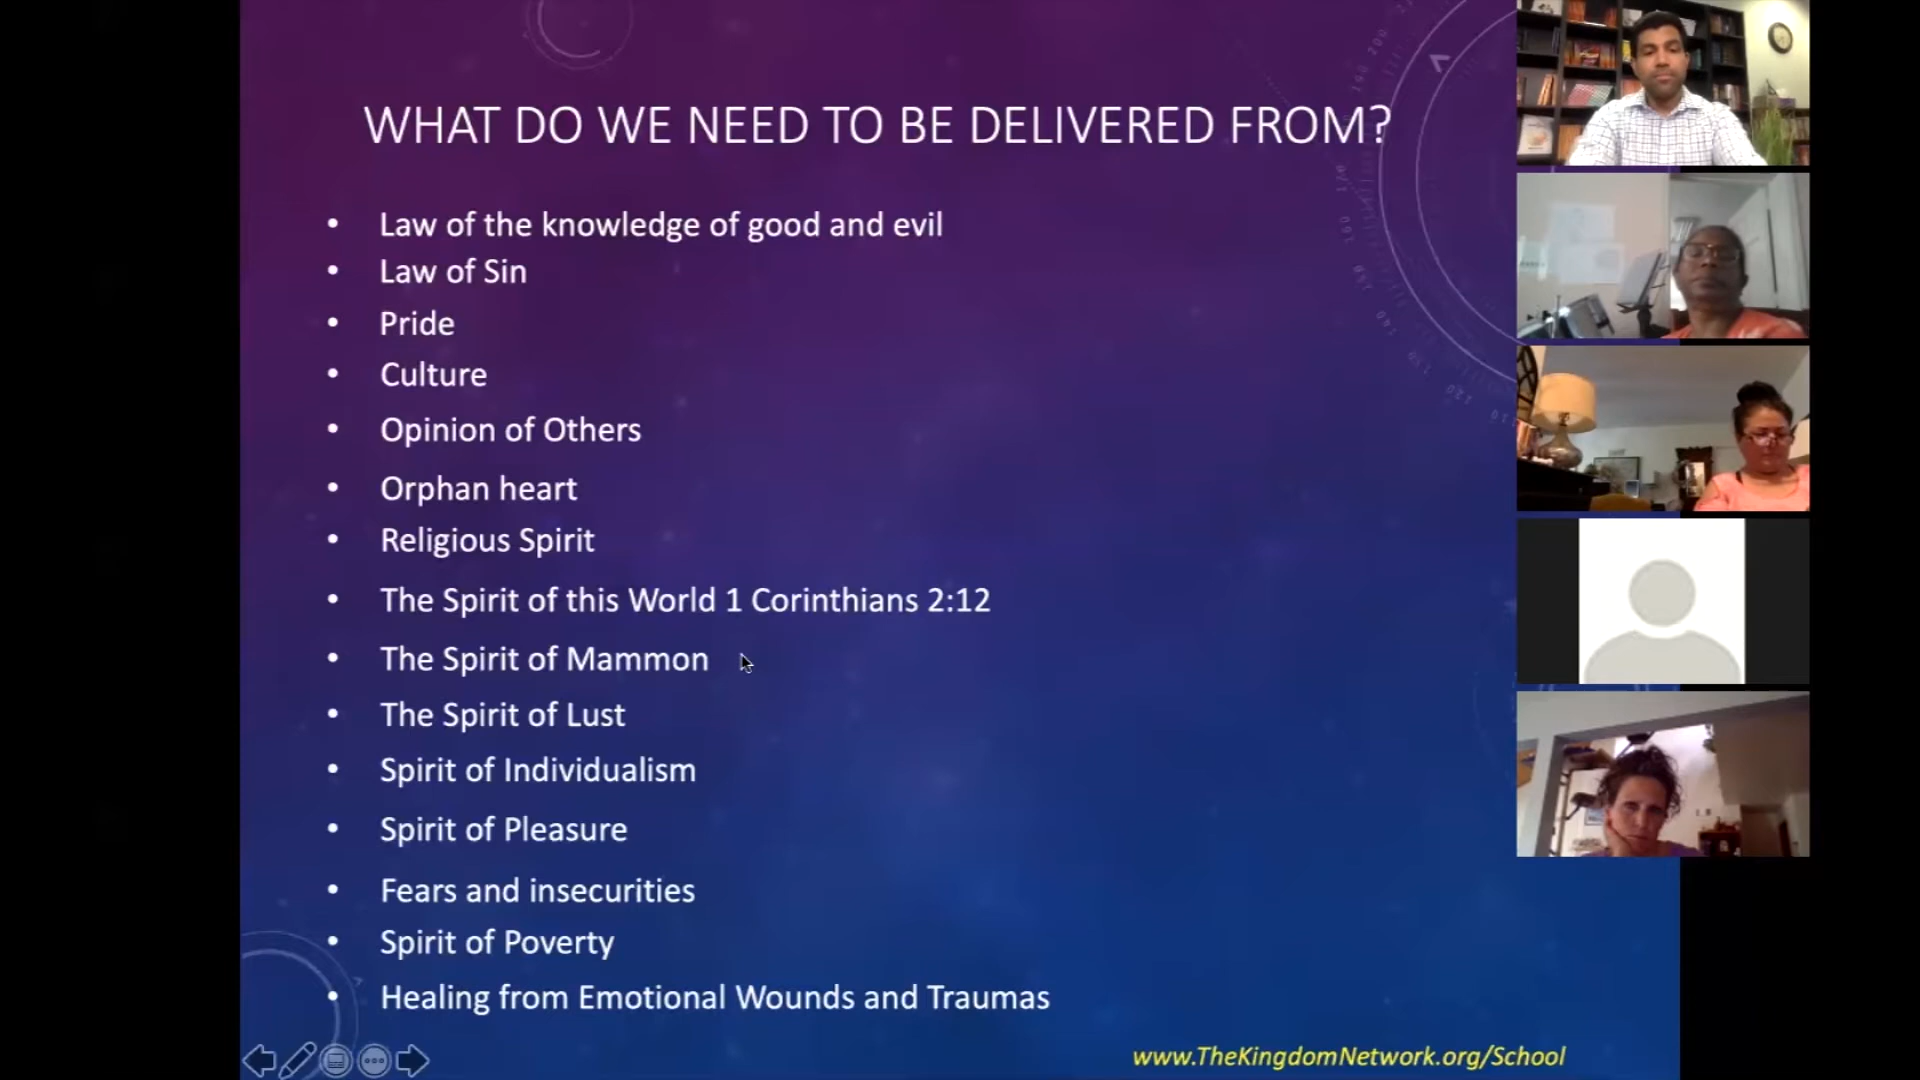 WHAT DO WE NEED TO BE DELIVERED FROM?
• Law of the knowledge of good and evil
• Law of Sin
• Pride
• Culture
• Opinion of Others
• Orphan heart
• Religious Spirit
• The Spirit of this World 1 Corinthians 2:12
• The Spirit of Mammon
• The Spirit of Lust
• Spirit of Individualism
• Spirit of Pleasure
• Fears and insecurities
• Spirit of Poverty
• Healing from Emotional Wounds and Traumas
www.TheKingdomNetwork.org/School